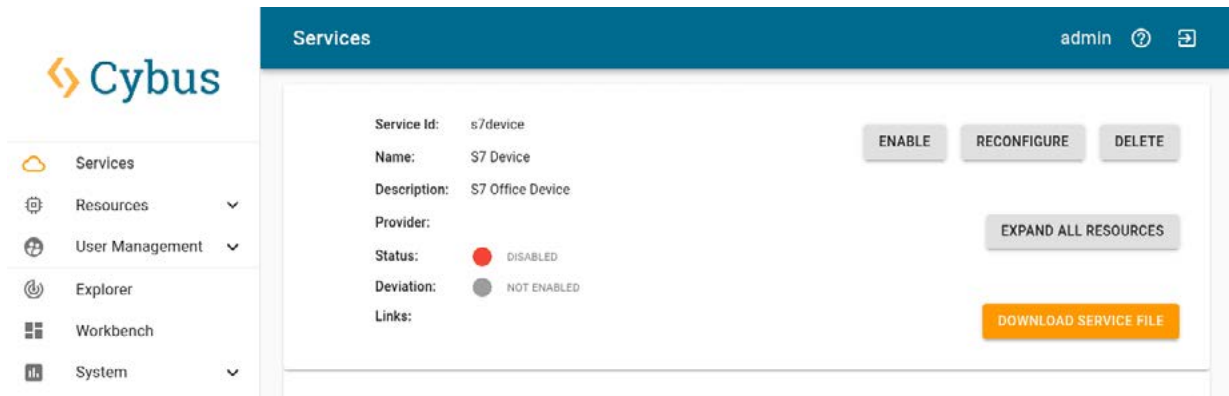 Cybus
Services
Resources
User Management
Explorer
Workbench
System
Services
admin
Service Id: s7device
Name: S7 Device
Description: S7 Office Device
Provider:
Status: DISABLED
Deviation: NOT ENABLED
Links:
ENABLE RECONFIGURE DELETE
EXPAND ALL RESOURCES
DOWNLOAD SERVICE FILE